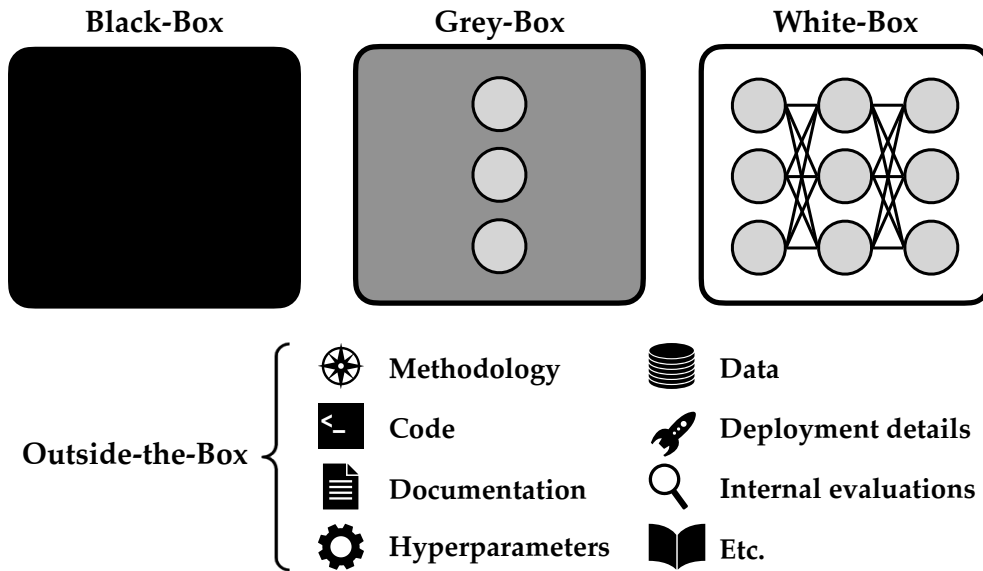 Black-Box
Grey-Box
White-Box
Outside-the-Box
Methodology
Code
<_
Documentation
Hyperparameters
Data
Deployment details
Internal evaluations
Etc.